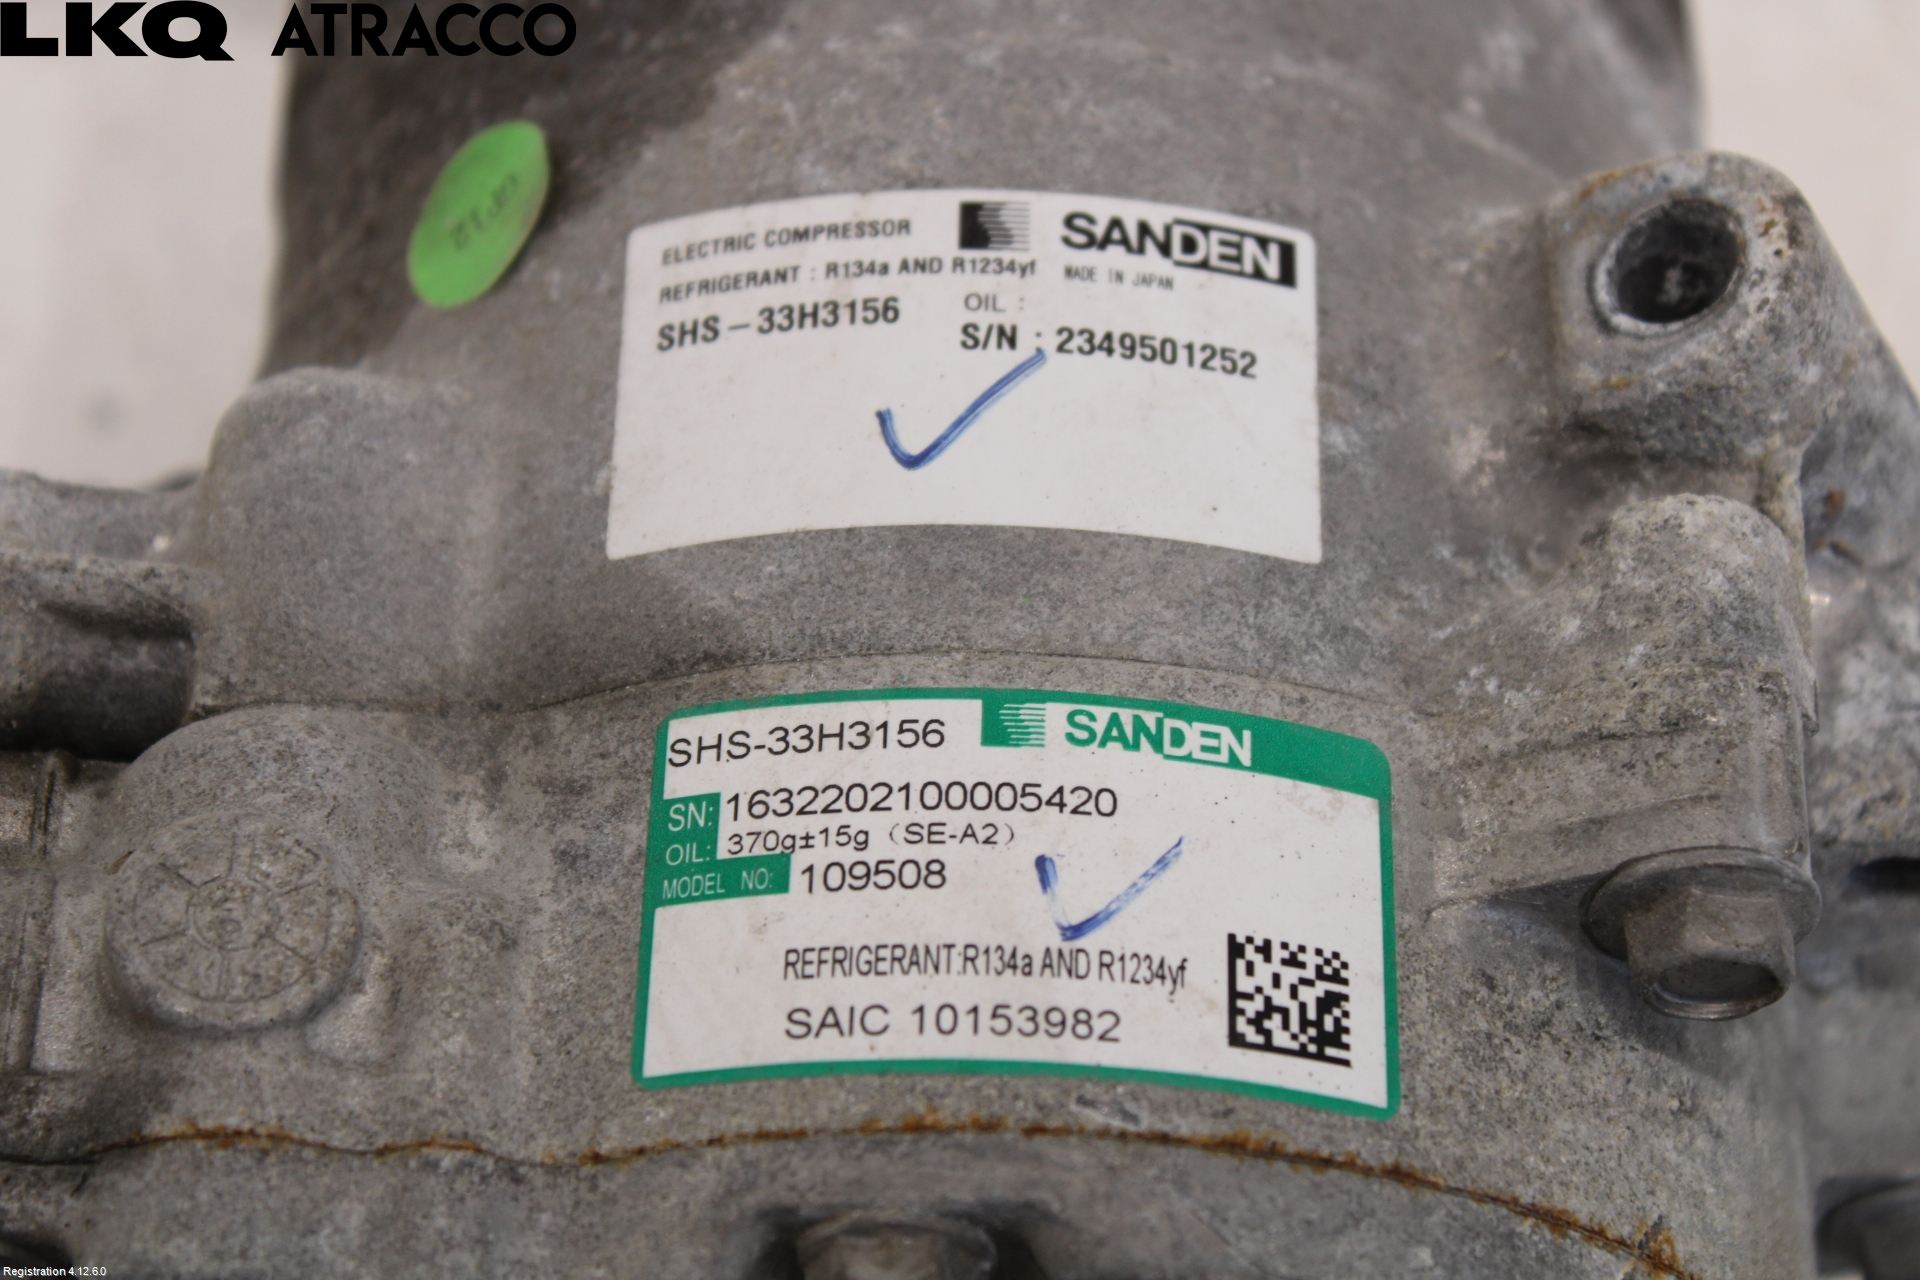 LKQ ATRACCO
ELECTRIC COMPRESSOR
SANDEN
REFRIGERANT : R134a AND R1234yf
MADE IN JAPAN
SHS-33H3156
OIL :
S/N : 2349501252
SHS-33H3156
SANDEN
SN: 1632202100005420
OIL: 370g±15g (SE-A2)
MODEL NO: 109508
REFRIGERANT:R134a AND R1234yf
SAIC 10153982
Registration 4.12.6.0